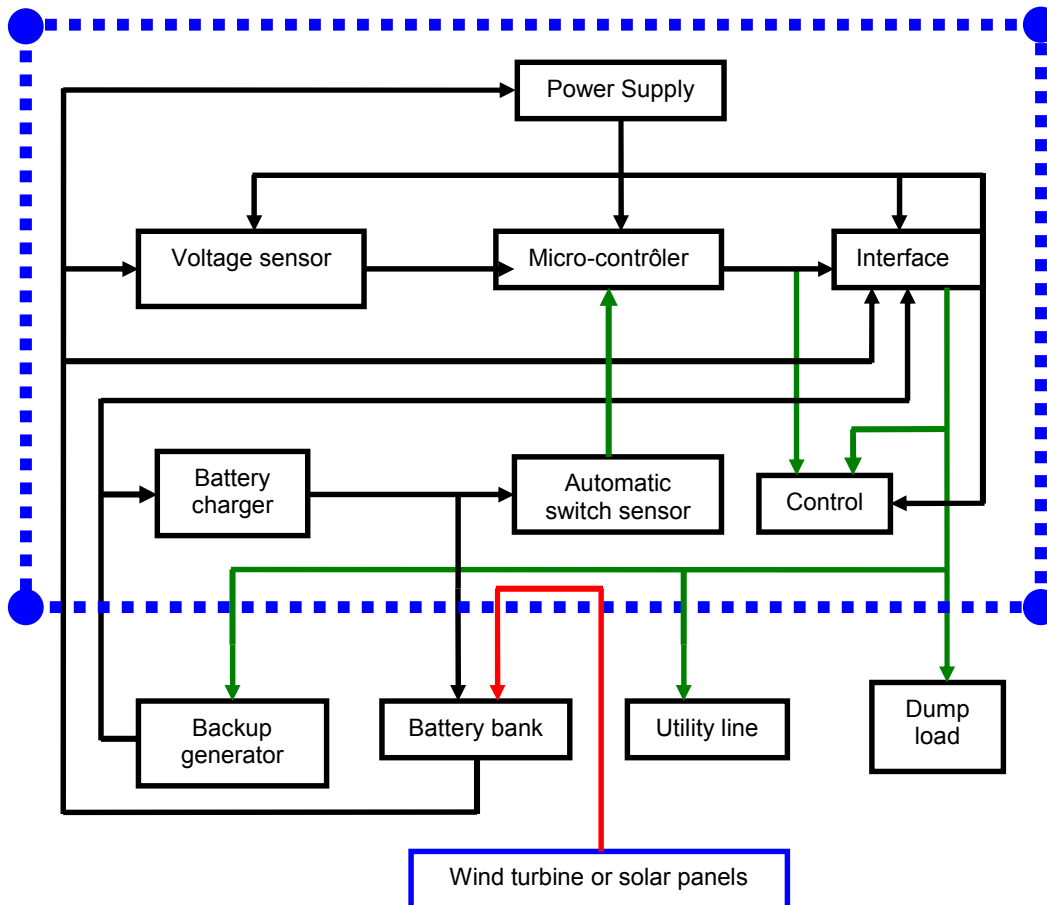 Power Supply
Voltage sensor
Micro-contrôler
Interface
Battery
charger
Automatic
switch sensor
Control
Backup
generator
Battery bank
Utility line
Dump
load
Wind turbine or solar panels